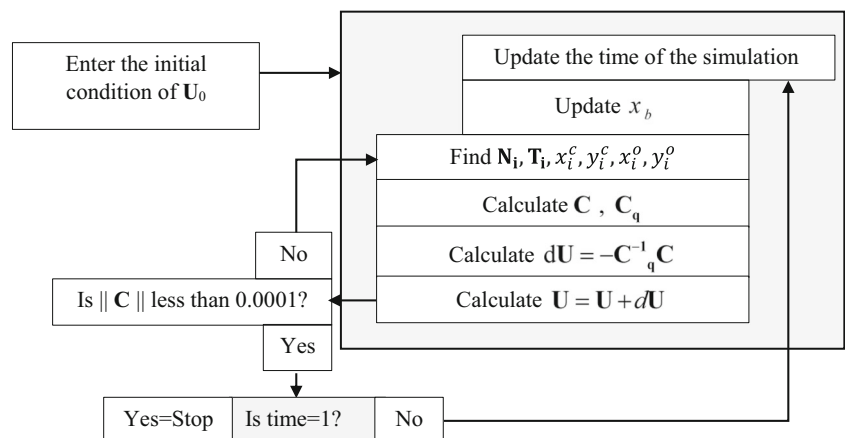 Enter the initial
condition of U₀
Update the time of the simulation
Update x_b
Find Nᵢ, Tᵢ, xᵢᶜ, yᵢᶜ, xᵢᵒ, yᵢᵒ
Calculate C , C_q
Calculate dU = −C⁻¹_q C
Calculate U = U + dU
No
Is || C || less than 0.0001?
Yes
Yes=Stop
Is time=1?
No